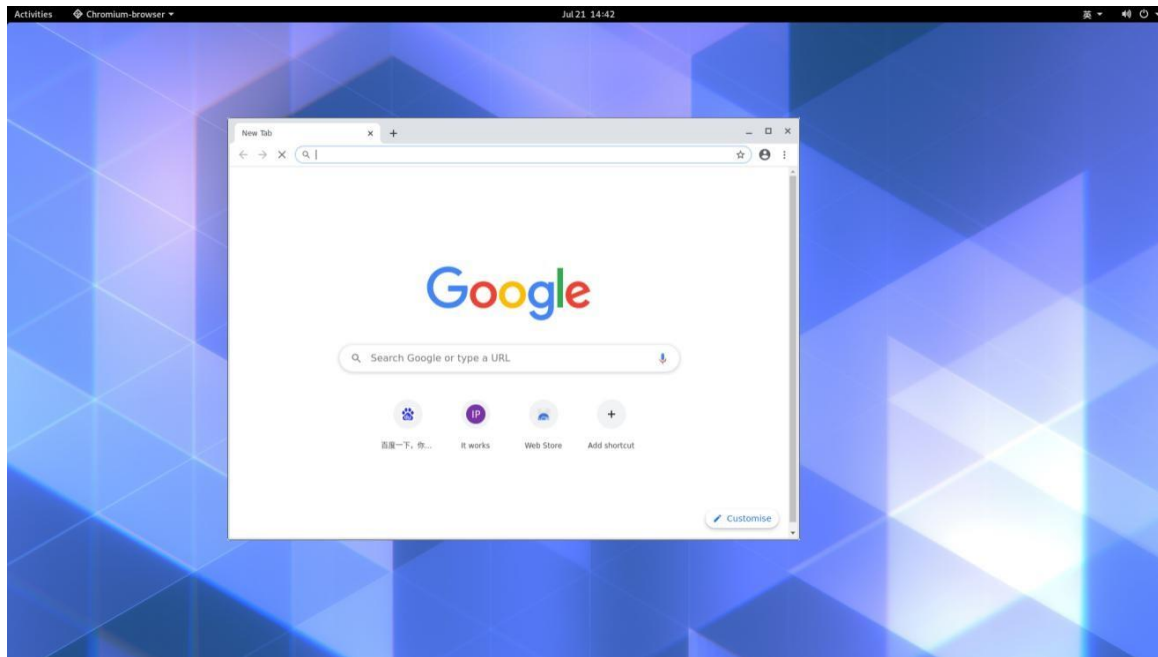 Activities Chromium-browser Jul 21 14:42 英
New Tab
Google
Search Google or type a URL
IP
百度一下，你... It works Web Store Add shortcut
Customise